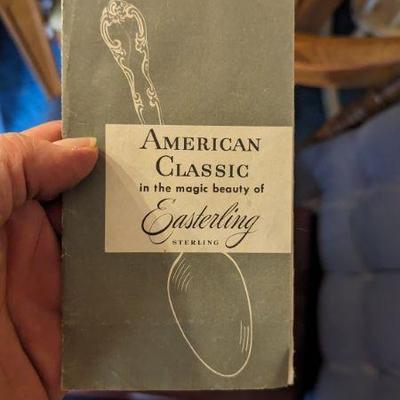 AMERICAN
CLASSIC
in the magic beauty of
Easterling
STERLING